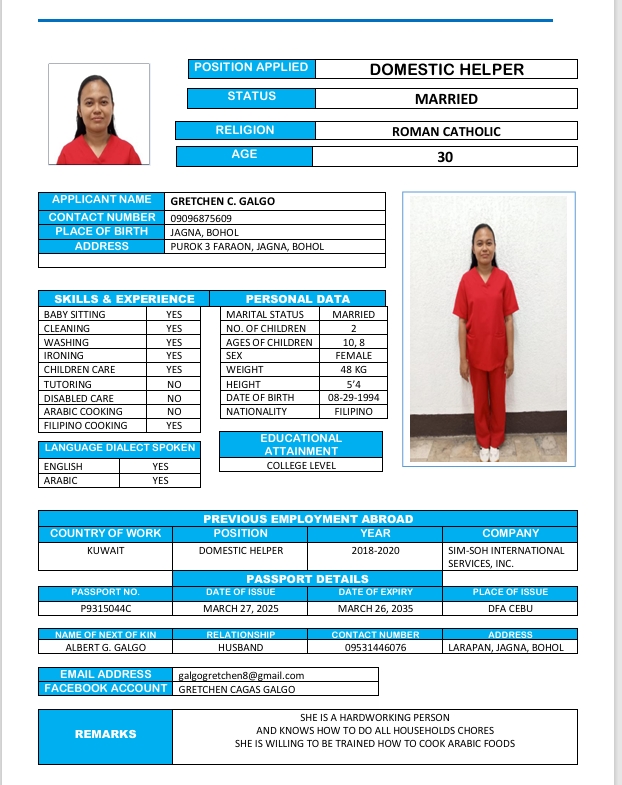 POSITION APPLIED DOMESTIC HELPER
STATUS MARRIED
RELIGION ROMAN CATHOLIC
AGE 30
APPLICANT NAME GRETCHEN C. GALGO
CONTACT NUMBER 09096875609
PLACE OF BIRTH JAGNA, BOHOL
ADDRESS PUROK 3 FARAON, JAGNA, BOHOL
SKILLS & EXPERIENCE PERSONAL DATA
BABY SITTING YES MARITAL STATUS MARRIED
CLEANING YES NO. OF CHILDREN 2
WASHING YES AGES OF CHILDREN 10, 8
IRONING YES SEX FEMALE
CHILDREN CARE YES WEIGHT 48 KG
TUTORING NO HEIGHT 5’4
DISABLED CARE NO DATE OF BIRTH 08-29-1994
ARABIC COOKING NO NATIONALITY FILIPINO
FILIPINO COOKING YES
LANGUAGE DIALECT SPOKEN
ENGLISH YES
ARABIC YES
EDUCATIONAL
ATTAINMENT
COLLEGE LEVEL
PREVIOUS EMPLOYMENT ABROAD
COUNTRY OF WORK POSITION YEAR COMPANY
KUWAIT DOMESTIC HELPER 2018-2020 SIM-SOH INTERNATIONAL
SERVICES, INC.
PASSPORT DETAILS
PASSPORT NO. DATE OF ISSUE DATE OF EXPIRY PLACE OF ISSUE
P9315044C MARCH 27, 2025 MARCH 26, 2035 DFA CEBU
NAME OF NEXT OF KIN RELATIONSHIP CONTACT NUMBER ADDRESS
ALBERT G. GALGO HUSBAND 09531446076 LARAPAN, JAGNA, BOHOL
EMAIL ADDRESS galgogretchen8@gmail.com
FACEBOOK ACCOUNT GRETCHEN CAGAS GALGO
REMARKS
SHE IS A HARDWORKING PERSON
AND KNOWS HOW TO DO ALL HOUSEHOLDS CHORES
SHE IS WILLING TO BE TRAINED HOW TO COOK ARABIC FOODS